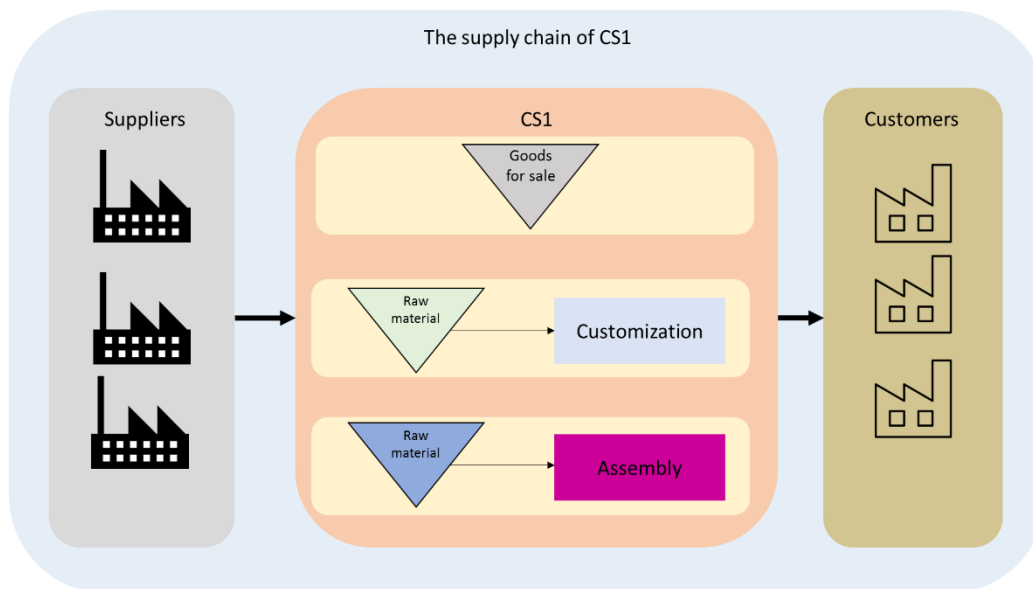 The supply chain of CS1
Suppliers
CS1
Customers
Goods
for sale
Raw
material
Customization
Raw
material
Assembly